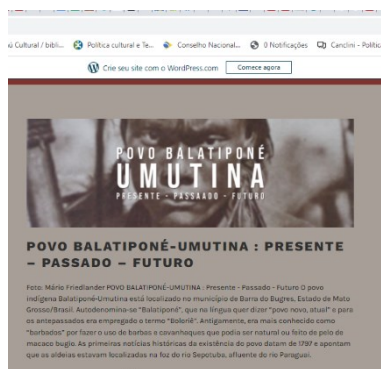 ú Cultural / bibli... Política cultural e Te... Conselho Nacional... 0 Notificações Canclini - Polític
Crie seu site com o WordPress.com Comece agora
POVO BALATIPONÉ
UMUTINA
PRESENTE - PASSAADO - FUTURO
POVO BALATIPONÉ-UMUTINA : PRESENTE
– PASSADO – FUTURO
Foto: Mário Friedlander POVO BALATIPONÉ-UMUTINA : Presente - Passado - Futuro O povo
indígena Balatiponé-Umutina está localizado no município de Barra do Bugres, Estado de Mato
Grosso/Brasil. Autodenomina-se "Balatiponé", que na língua quer dizer "povo novo, atual" e para
os antepassados era empregado o termo "Boloriê". Antigamente, era mais conhecido como
"barbados" por fazer o uso de barbas e cavanhaques que podia ser natural ou feito de pelo de
macaco bugio. As primeiras notícias históricas da existência do povo datam de 1797 e apontam
que as aldeias estavam localizadas na foz do rio Sepotuba, afluente do rio Paraguai.